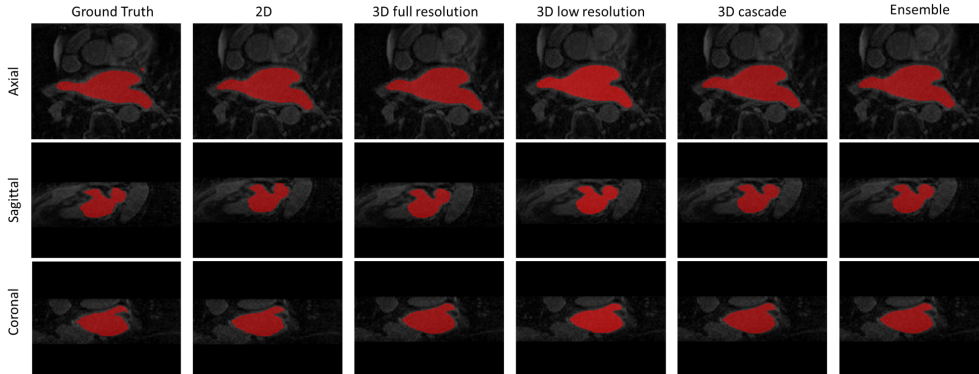 Ground Truth 2D 3D full resolution 3D low resolution 3D cascade Ensemble
Axial
Sagittal
Coronal